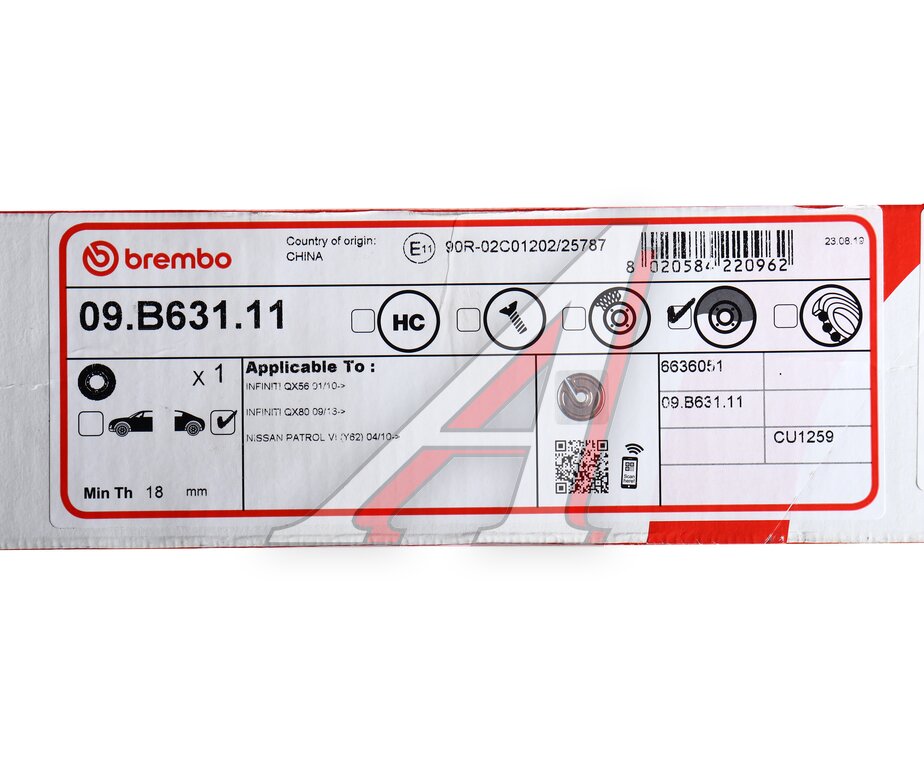 brembo
Country of origin:
CHINA
E11 90R-02C01202/25787
8 020584 220962
23.08.19
09.B631.11
HC
x 1
Applicable To :
INFINITI QX56 01/10->
INFINITI QX80 09/13->
NISSAN PATROL VI (Y62) 04/10->
Min Th 18 mm
Scan here!
6636051
.
09.B631.11
CU1259